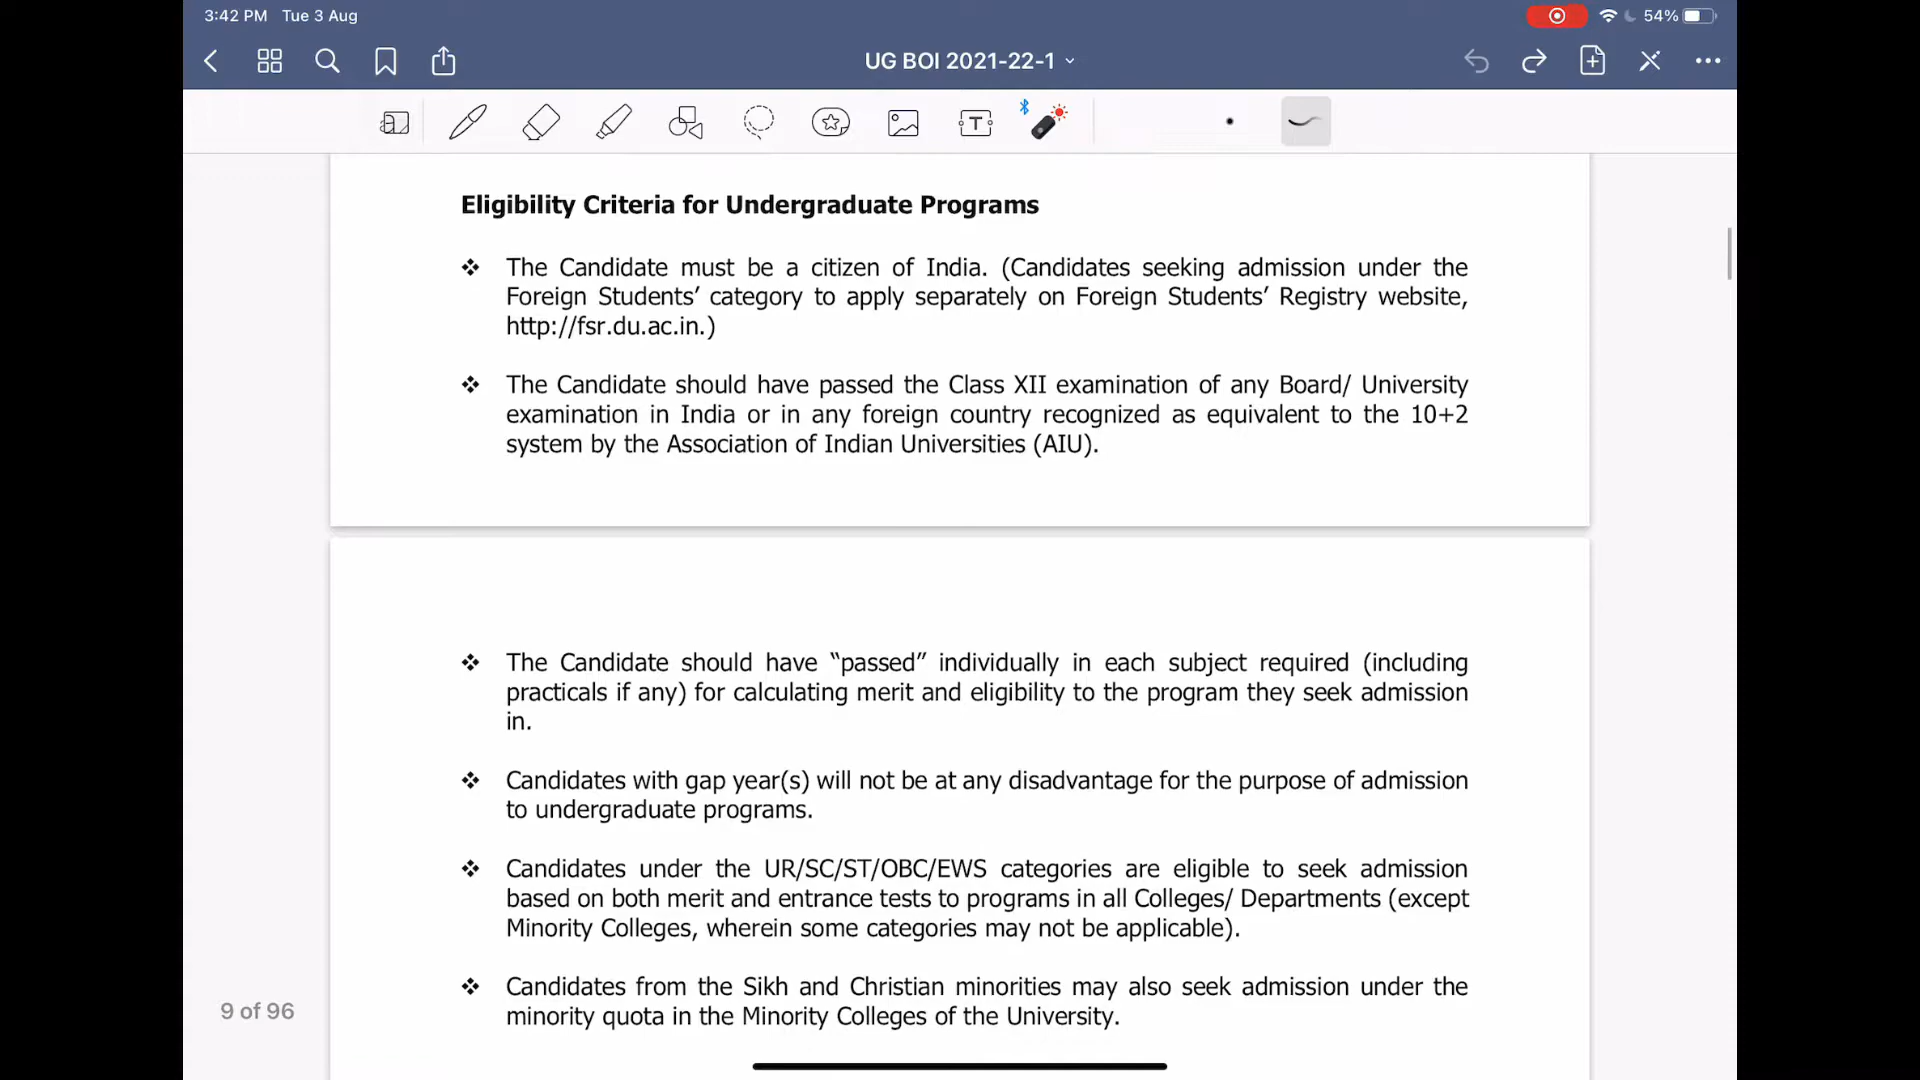 3:42 PM Tue 3 Aug
54%
UG BOI 2021-22-1
Eligibility Criteria for Undergraduate Programs
❖ The Candidate must be a citizen of India. (Candidates seeking admission under the
Foreign Students’ category to apply separately on Foreign Students’ Registry website,
http://fsr.du.ac.in.)
❖ The Candidate should have passed the Class XII examination of any Board/ University
examination in India or in any foreign country recognized as equivalent to the 10+2
system by the Association of Indian Universities (AIU).
❖ The Candidate should have “passed” individually in each subject required (including
practicals if any) for calculating merit and eligibility to the program they seek admission
in.
❖ Candidates with gap year(s) will not be at any disadvantage for the purpose of admission
to undergraduate programs.
❖ Candidates under the UR/SC/ST/OBC/EWS categories are eligible to seek admission
based on both merit and entrance tests to programs in all Colleges/ Departments (except
Minority Colleges, wherein some categories may not be applicable).
❖ Candidates from the Sikh and Christian minorities may also seek admission under the
minority quota in the Minority Colleges of the University.
9 of 96